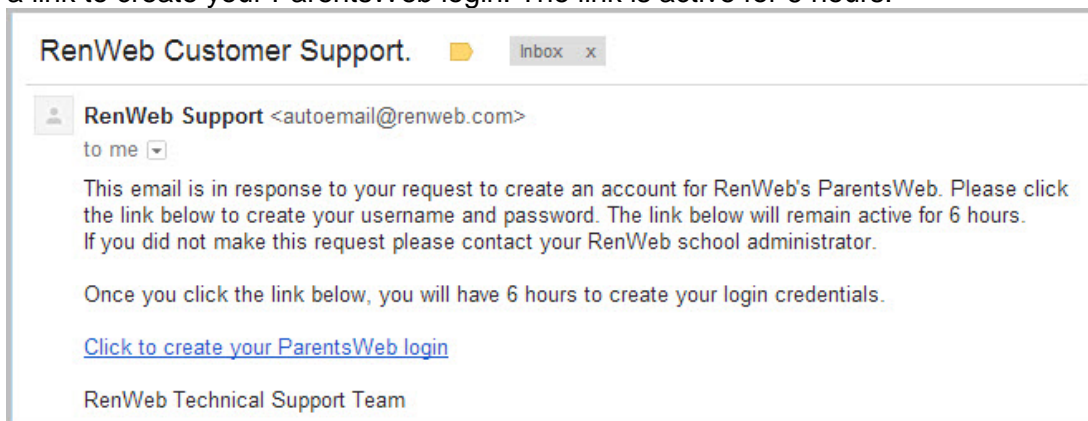 a link to create your ParentsWeb login. The link is active for 6 hours.
RenWeb Customer Support.
Inbox x
RenWeb Support <autoemail@renweb.com>
to me
This email is in response to your request to create an account for RenWeb's ParentsWeb. Please click
the link below to create your username and password. The link below will remain active for 6 hours.
If you did not make this request please contact your RenWeb school administrator.
Once you click the link below, you will have 6 hours to create your login credentials.
Click to create your ParentsWeb login
RenWeb Technical Support Team